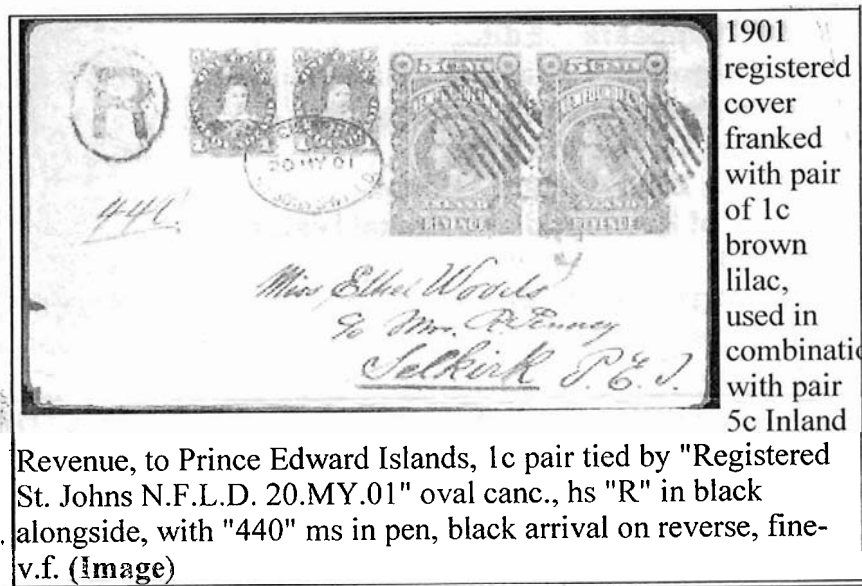 R
5 CENTS
5 CENTS
REVENUE
REVENUE
20 MY 01
440
Miss Ethel Woods
c/o Mrs. P. Penney
Selkirk P.E.I.
1901
registered
cover
franked
with pair
of 1c
brown
lilac,
used in
combinatio
with pair
5c Inland
Revenue, to Prince Edward Islands, 1c pair tied by "Registered
St. Johns N.F.L.D. 20.MY.01" oval canc., hs "R" in black
alongside, with "440" ms in pen, black arrival on reverse, fine-
v.f. (Image)